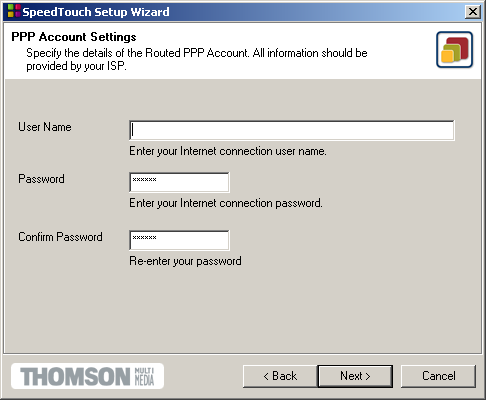 SpeedTouch Setup Wizard
PPP Account Settings
Specify the details of the Routed PPP Account. All information should be
provided by your ISP.
User Name
Enter your Internet connection user name.
Password
******
Enter your Internet connection password.
Confirm Password
******
Re-enter your password
THOMSON MULTI
MEDIA
< Back
Next >
Cancel